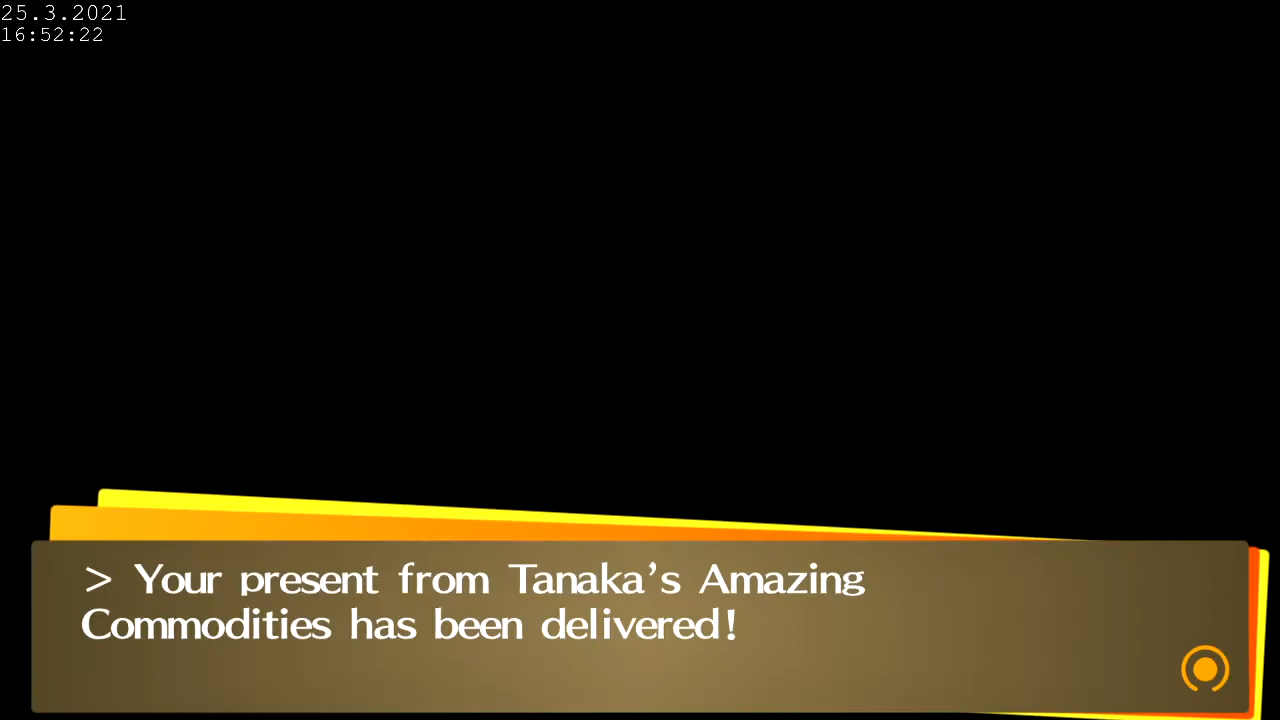 25.3.2021
16:52:22
> Your present from Tanaka’s Amazing
Commodities has been delivered!